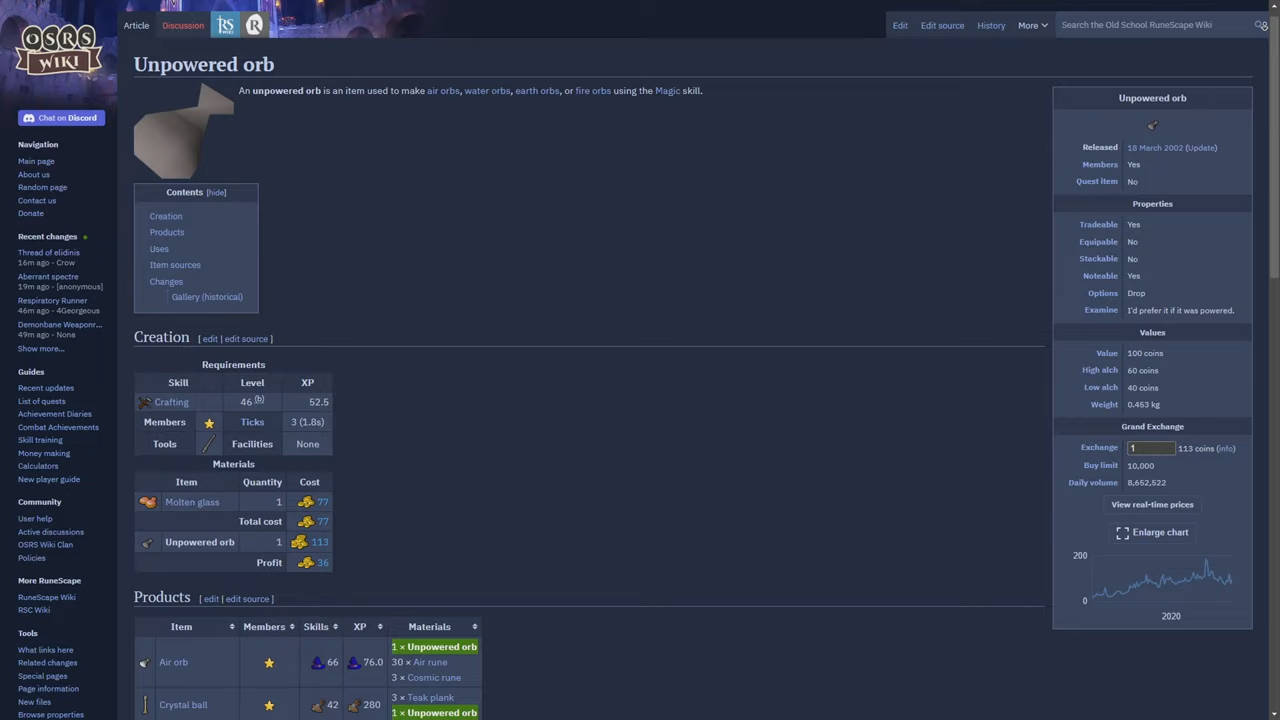 OSRS
WIKI
Article
Discussion
RS
WIKI
R
Edit
Edit source
History
More
Search the Old School RuneScape Wiki
Chat on Discord
Navigation
Main page
About us
Random page
Contact us
Donate
Recent changes
Thread of elidinis
16m ago - Crow
Aberrant spectre
19m ago - [anonymous]
Respiratory Runner
46m ago - 4Georgeous
Demonbane Weaponr...
49m ago - Nona
Show more...
Guides
Recent updates
List of quests
Achievement Diaries
Combat Achievements
Skill training
Money making
Calculators
New player guide
Community
User help
Active discussions
OSRS Wiki Clan
Policies
More RuneScape
RuneScape Wiki
RSC Wiki
Tools
What links here
Related changes
Special pages
Page information
New files
Browse properties
Unpowered orb
An unpowered orb is an item used to make air orbs, water orbs, earth orbs, or fire orbs using the Magic skill.
Contents [hide]
Creation
Products
Uses
Item sources
Changes
Gallery (historical)
Creation [ edit | edit source ]
Requirements
Skill Level XP
Crafting 46 (b) 52.5
Members Ticks 3 (1.8s)
Tools Facilities None
Materials
Item Quantity Cost
Molten glass 1 77
Total cost 77
Unpowered orb 1 113
Profit 36
Products [ edit | edit source ]
Item Members Skills XP Materials
Air orb 66 76.0 1 × Unpowered orb
30 × Air rune
3 × Cosmic rune
Crystal ball 42 280 3 × Teak plank
1 × Unpowered orb
Unpowered orb
Released 18 March 2002 (Update)
Members Yes
Quest item No
Properties
Tradeable Yes
Equipable No
Stackable No
Noteable Yes
Options Drop
Examine I'd prefer it if it was powered.
Values
Value 100 coins
High alch 60 coins
Low alch 40 coins
Weight 0.453 kg
Grand Exchange
Exchange 1 113 coins (info)
Buy limit 10,000
Daily volume 8,652,522
View real-time prices
Enlarge chart
200
0
2020